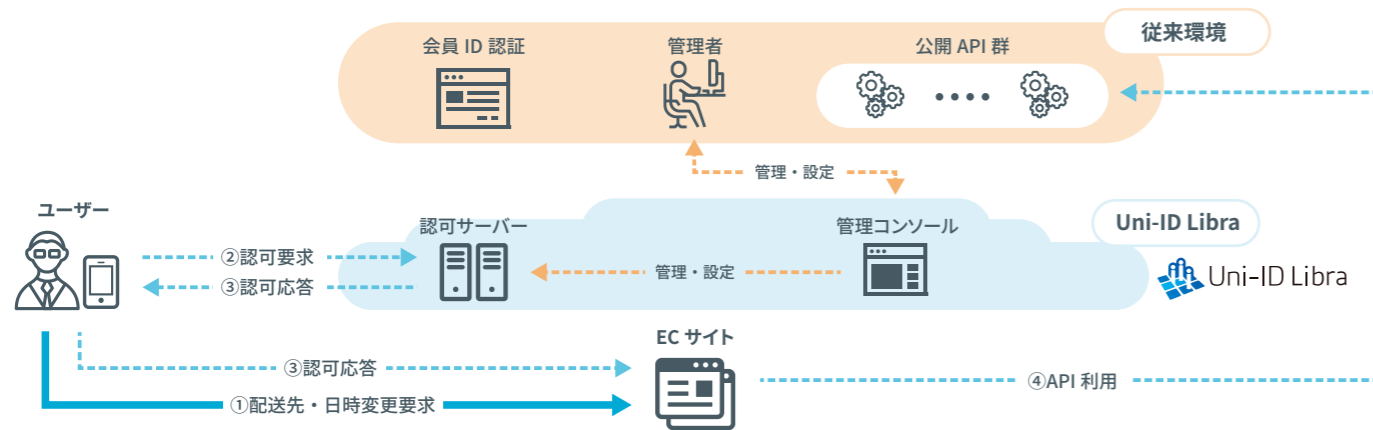 従来環境
会員 ID 認証
管理者
公開 API 群
管理・設定
ユーザー
認可サーバー
管理コンソール
Uni-ID Libra
②認可要求
管理・設定
③認可応答
Uni-ID Libra
EC サイト
③認可応答
④API 利用
①配送先・日時変更要求